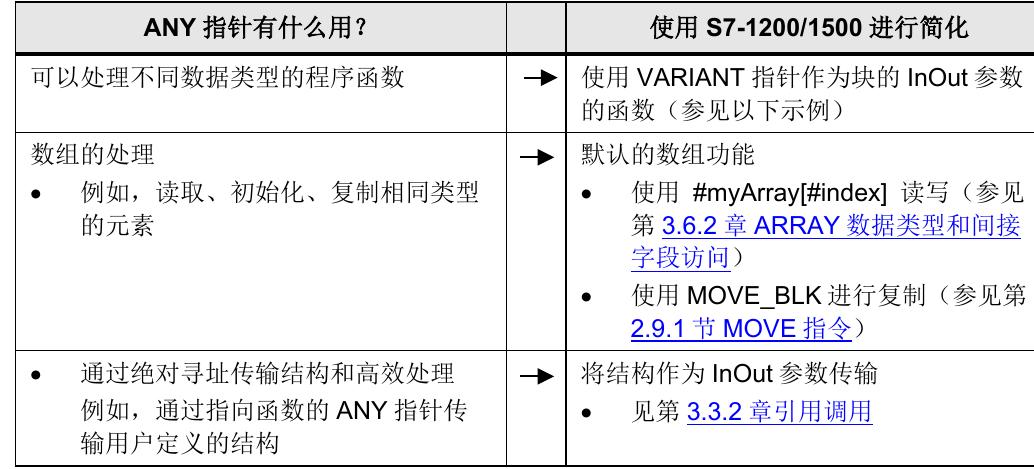 ANY 指针有什么用？
使用 S7-1200/1500 进行简化
可以处理不同数据类型的程序函数
使用 VARIANT 指针作为块的 InOut 参数
的函数（参见以下示例）
数组的处理
• 例如，读取、初始化、复制相同类型
的元素
默认的数组功能
• 使用 #myArray[#index] 读写（参见
第 3.6.2 章 ARRAY 数据类型和间接
字段访问）
• 使用 MOVE_BLK 进行复制（参见第
2.9.1 节 MOVE 指令）
• 通过绝对寻址传输结构和高效处理
例如，通过指向函数的 ANY 指针传
输用户定义的结构
将结构作为 InOut 参数传输
• 见第 3.3.2 章引用调用